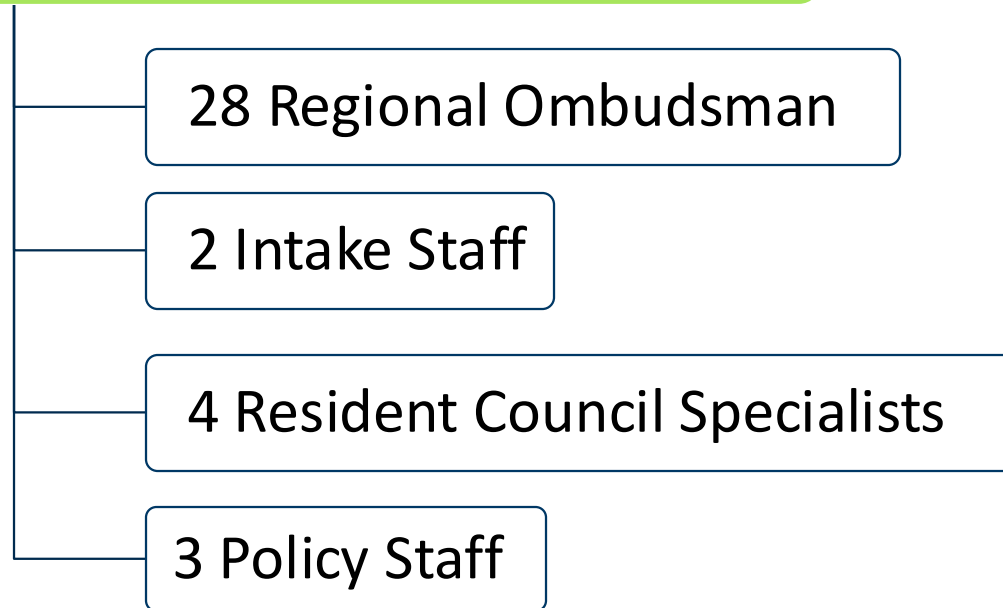 28 Regional Ombudsman
2 Intake Staff
4 Resident Council Specialists
3 Policy Staff